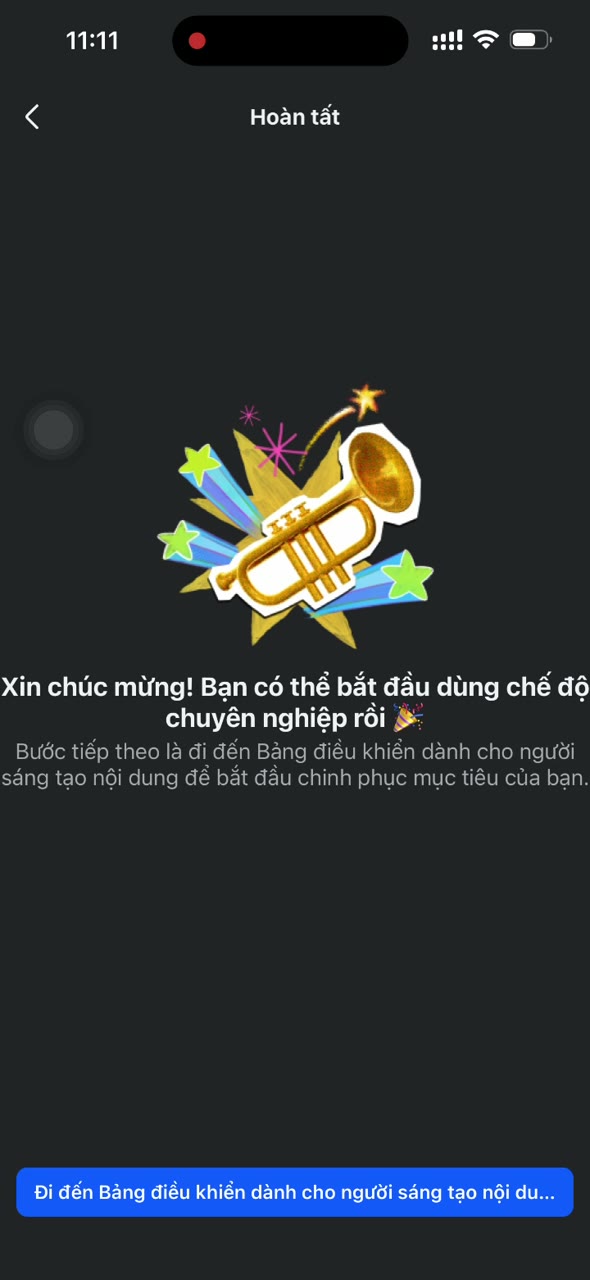 11:11
Hoàn tất
Xin chúc mừng! Bạn có thể bắt đầu dùng chế độ
chuyên nghiệp rồi 🎉
Bước tiếp theo là đi đến Bảng điều khiển dành cho người
sáng tạo nội dung để bắt đầu chinh phục mục tiêu của bạn.
Đi đến Bảng điều khiển dành cho người sáng tạo nội du...